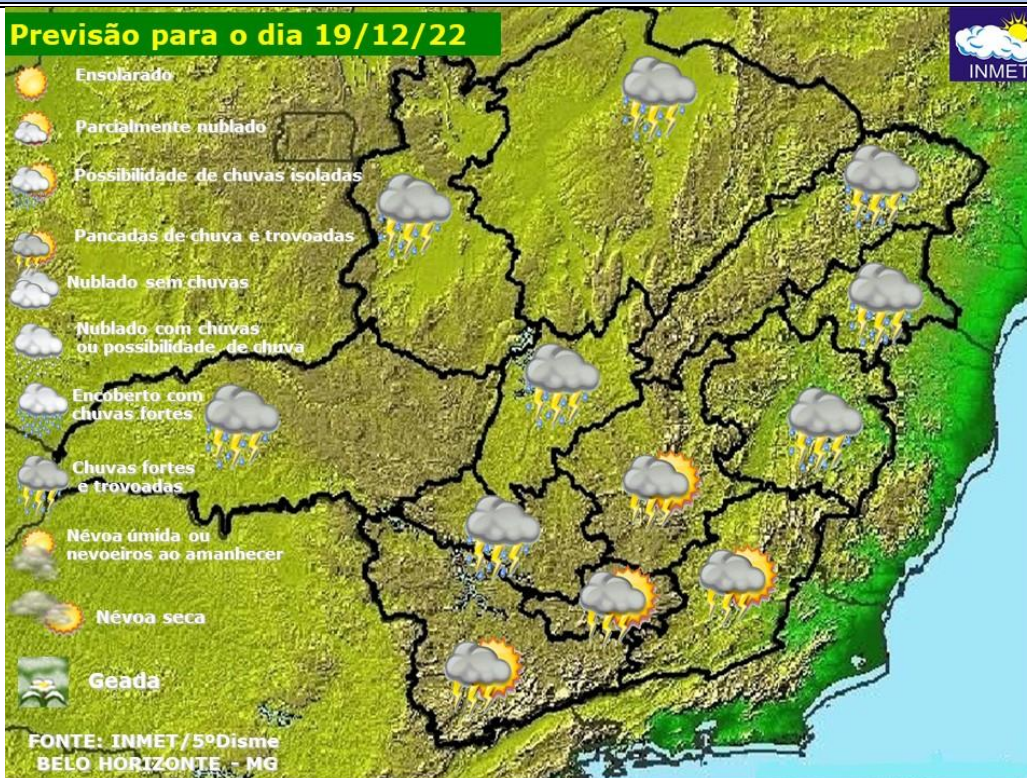 Previsão para o dia 19/12/22
INMET
Ensolarado
Parcialmente nublado
Possibilidade de chuvas isoladas
Pancadas de chuva e trovoadas
Nublado sem chuvas
Nublado com chuvas
ou possibilidade de chuva
Encoberto com
chuvas fortes
Chuvas fortes
e trovoadas
Névoa úmida ou
nevoeiros ao amanhecer
Névoa seca
Geada
FONTE: INMET/5ºDisme
BELO HORIZONTE - MG